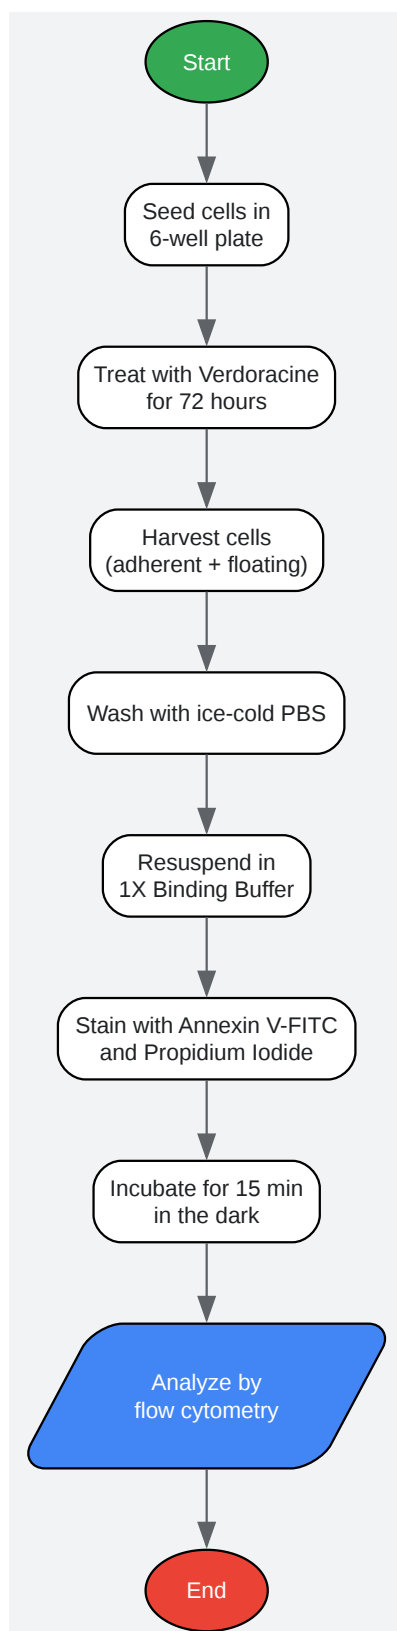 Start
Seed cells in
6-well plate
Treat with Verdoracine
for 72 hours
Harvest cells
(adherent + floating)
Wash with ice-cold PBS
Resuspend in
1X Binding Buffer
Stain with Annexin V-FITC
and Propidium Iodide
Incubate for 15 min
in the dark
Analyze by
flow cytometry
End